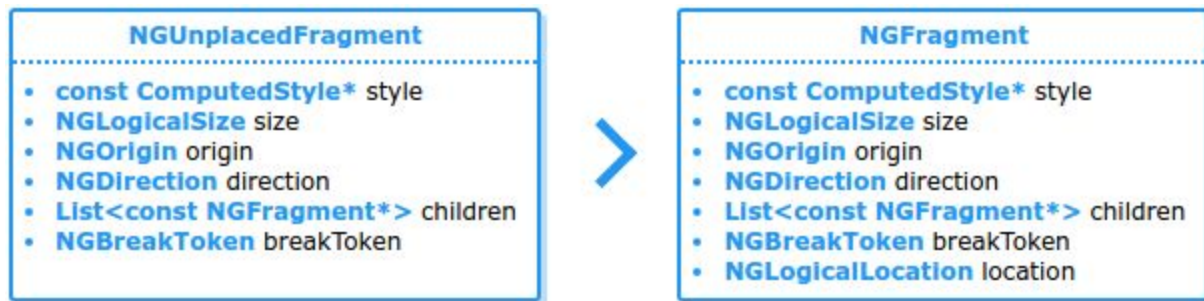 NGUnplacedFragment
• const ComputedStyle* style
• NGLogicalSize size
• NGOrigin origin
• NGDirection direction
• List<const NGFragment*> children
• NGBreakToken breakToken
NGFragment
• const ComputedStyle* style
• NGLogicalSize size
• NGOrigin origin
• NGDirection direction
• List<const NGFragment*> children
• NGBreakToken breakToken
• NGLogicalLocation location